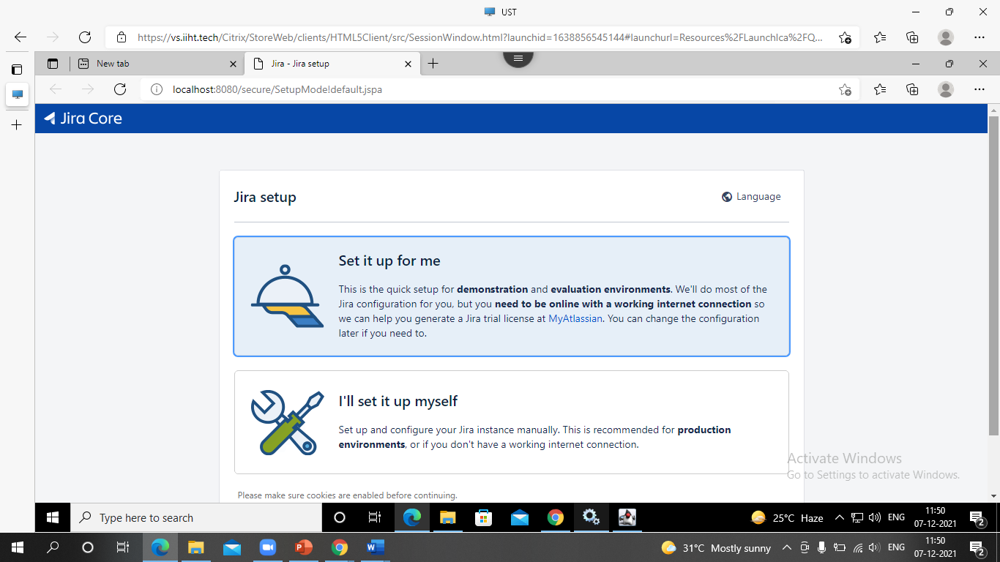 UST
https://vs.iiht.tech/Citrix/StoreWeb/clients/HTML5Client/src/SessionWindow.html?launchid=1638856545144#launchurl=Resources%2FLaunchIca%2FQ...
New tab
Jira - Jira setup
localhost:8080/secure/SetupMode!default.jspa
Jira Core
Jira setup
Language
Set it up for me
This is the quick setup for demonstration and evaluation environments. We'll do most of the
Jira configuration for you, but you need to be online with a working internet connection so
we can help you generate a Jira trial license at MyAtlassian. You can change the configuration
later if you need to.
I'll set it up myself
Set up and configure your Jira instance manually. This is recommended for production
environments, or if you don't have a working internet connection.
Activate Windows
Go to Settings to activate Windows.
Please make sure cookies are enabled before continuing.
Type here to search
25°C Haze
ENG
11:50
07-12-2021
2
31°C Mostly sunny
ENG
11:50
07-12-2021
2